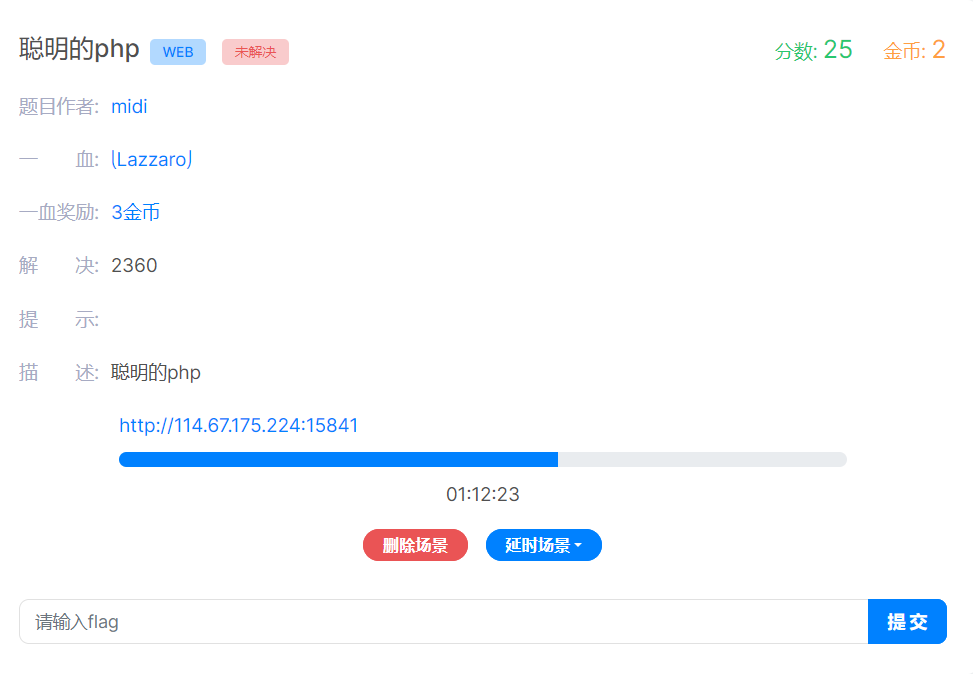 聪明的php WEB 未解决 分数: 25 金币: 2
题目作者: midi
一 血: (Lazzaro)
一血奖励: 3金币
解 决: 2360
提 示:
描 述: 聪明的php
http://114.67.175.224:15841
01:12:23
删除场景 延时场景
请输入flag 提交